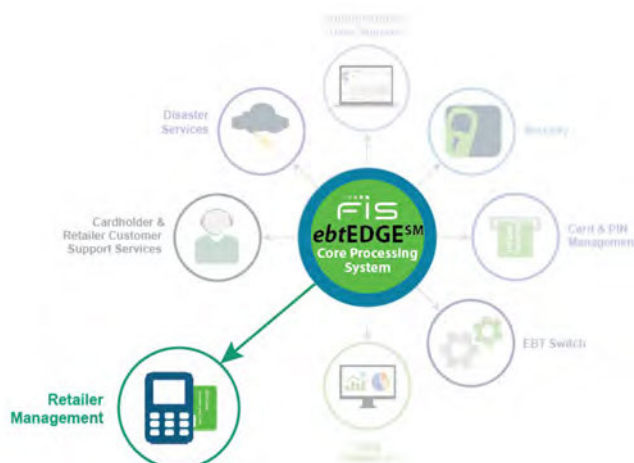 Disaster
Services
Security
FIS
ebtEDGE℠
Core Processing
System
Cardholder &
Retailer Customer
Support Services
Card & PIN
Management
EBT Switch
Retailer
Management